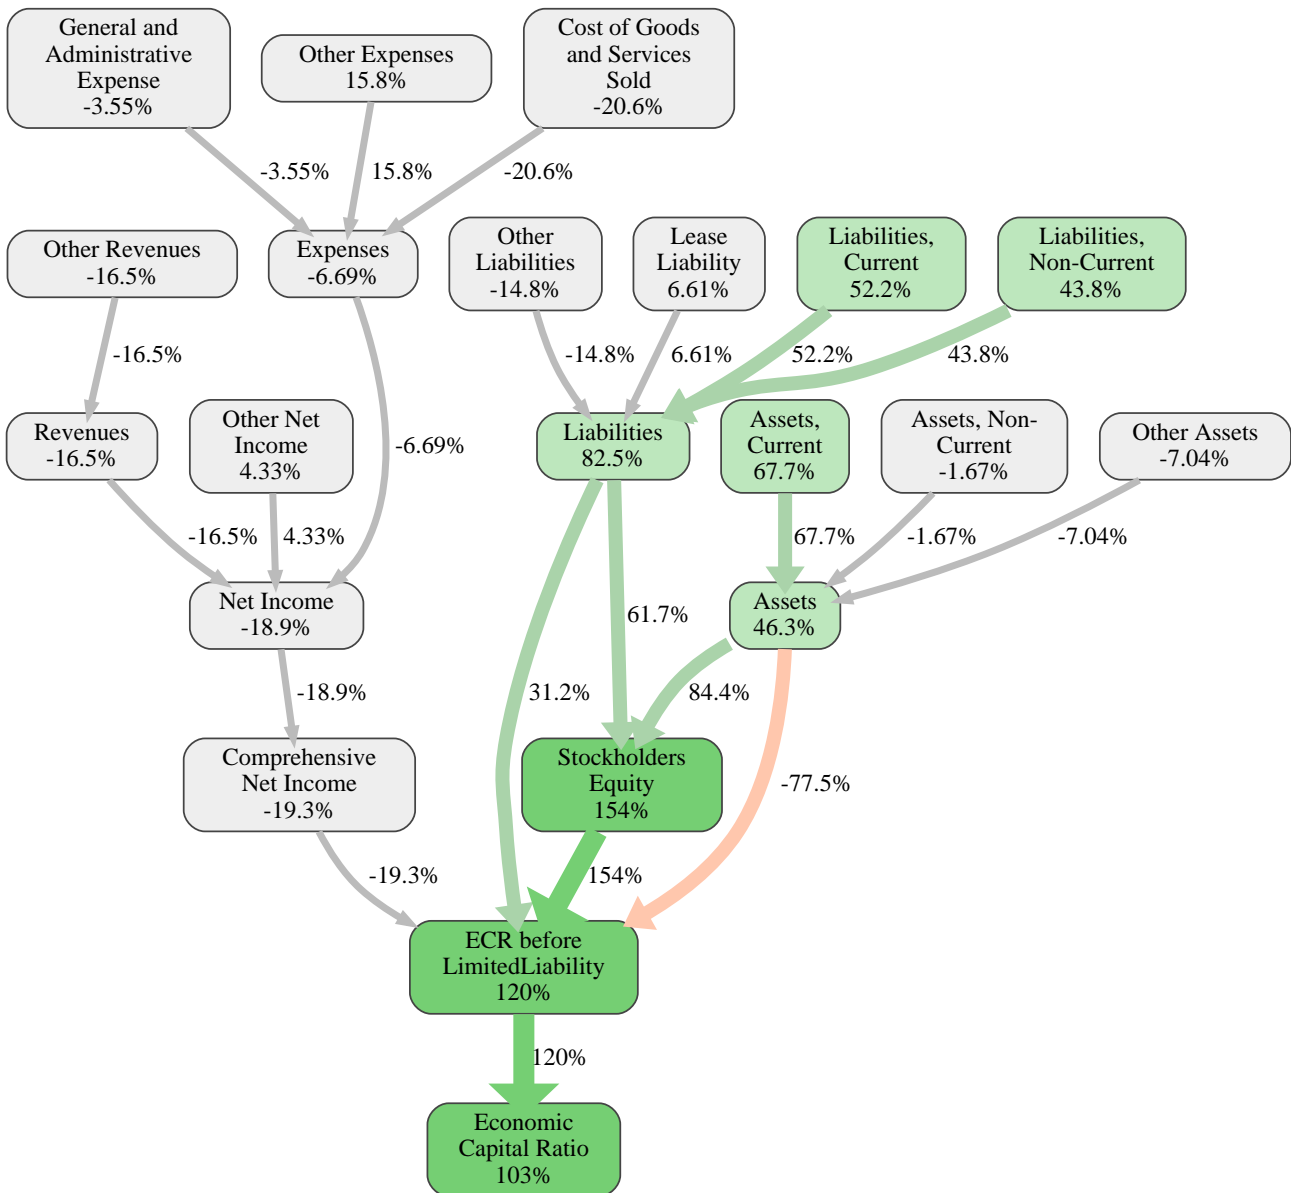 General and
Administrative
Expense
-3.55%
Other Expenses
15.8%
Cost of Goods
and Services
Sold
-20.6%
-3.55%
15.8%
-20.6%
Other Revenues
-16.5%
Expenses
-6.69%
Other
Liabilities
-14.8%
Lease
Liability
6.61%
Liabilities,
Current
52.2%
Liabilities,
Non-Current
43.8%
-16.5%
-14.8%
6.61%
52.2%
43.8%
Revenues
-16.5%
Other Net
Income
4.33%
-6.69%
Liabilities
82.5%
Assets,
Current
67.7%
Assets, Non-
Current
-1.67%
Other Assets
-7.04%
-16.5%
4.33%
67.7%
-1.67%
-7.04%
Net Income
-18.9%
61.7%
Assets
46.3%
-18.9%
31.2%
84.4%
Comprehensive
Net Income
-19.3%
Stockholders
Equity
154%
-77.5%
-19.3%
154%
ECR before
LimitedLiability
120%
120%
Economic
Capital Ratio
103%